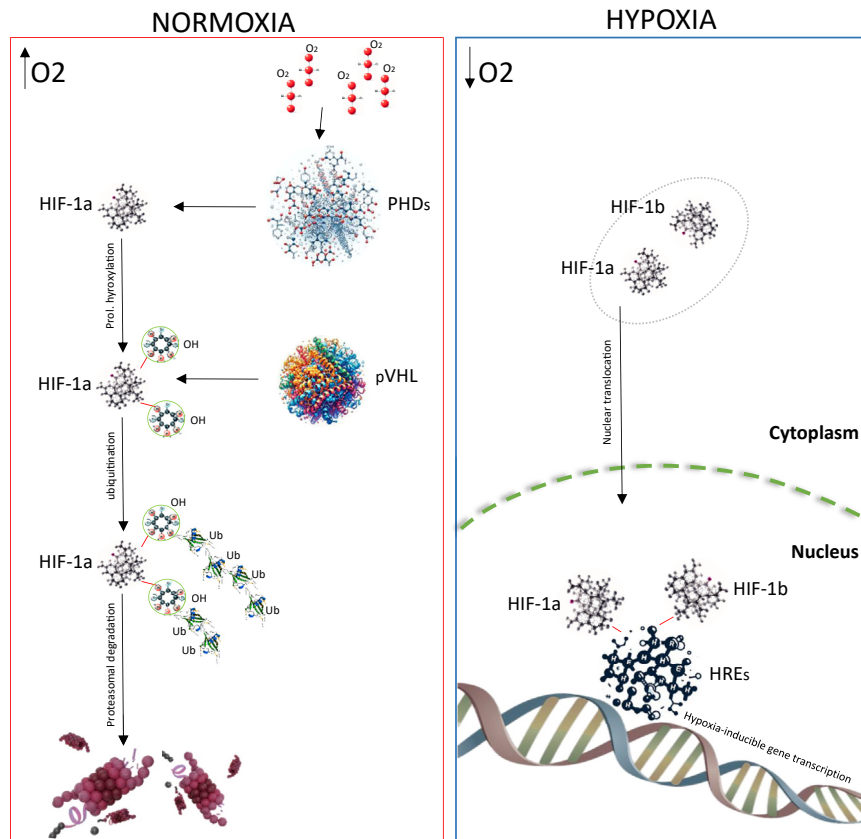 NORMOXIA
O2
O2
O2
O2
O2
O2
HIF-1a
PHDs
Prol. hyroxylation
OH
HIF-1a
pVHL
OH
ubiquitination
OH
Ub
HIF-1a
Ub
Ub
OH
Ub
Ub
Ub
Proteasomal degradation
HYPOXIA
O2
HIF-1b
HIF-1a
Nuclear translocation
Cytoplasm
Nucleus
HIF-1a
HIF-1b
HREs
Hypoxia-inducible gene transcription